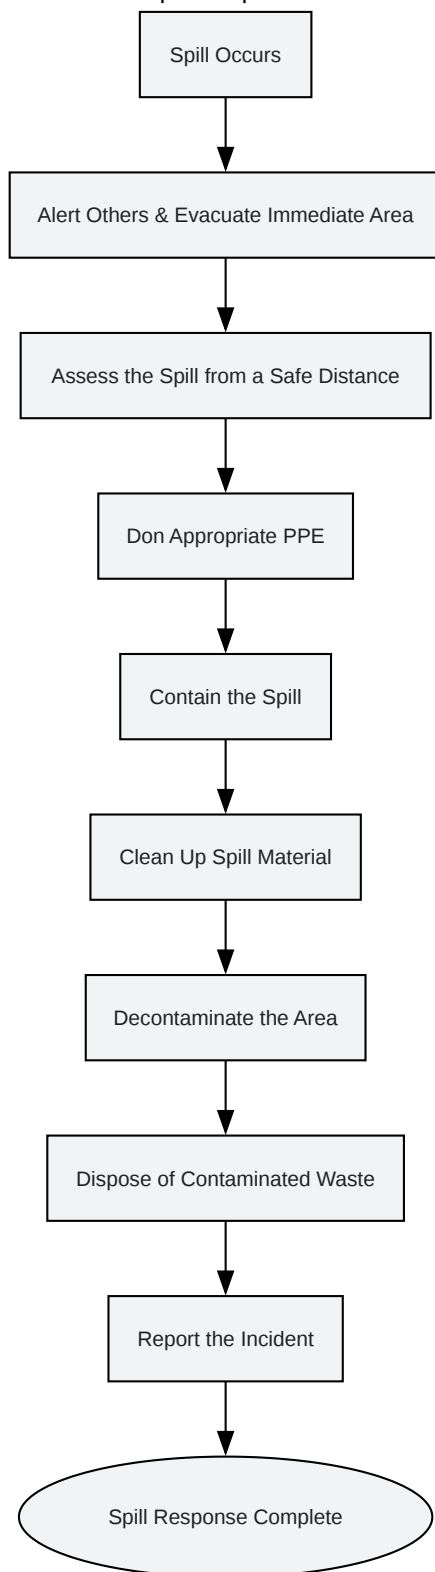 Spill Occurs
Alert Others & Evacuate Immediate Area
Assess the Spill from a Safe Distance
Don Appropriate PPE
Contain the Spill
Clean Up Spill Material
Decontaminate the Area
Dispose of Contaminated Waste
Report the Incident
Spill Response Complete